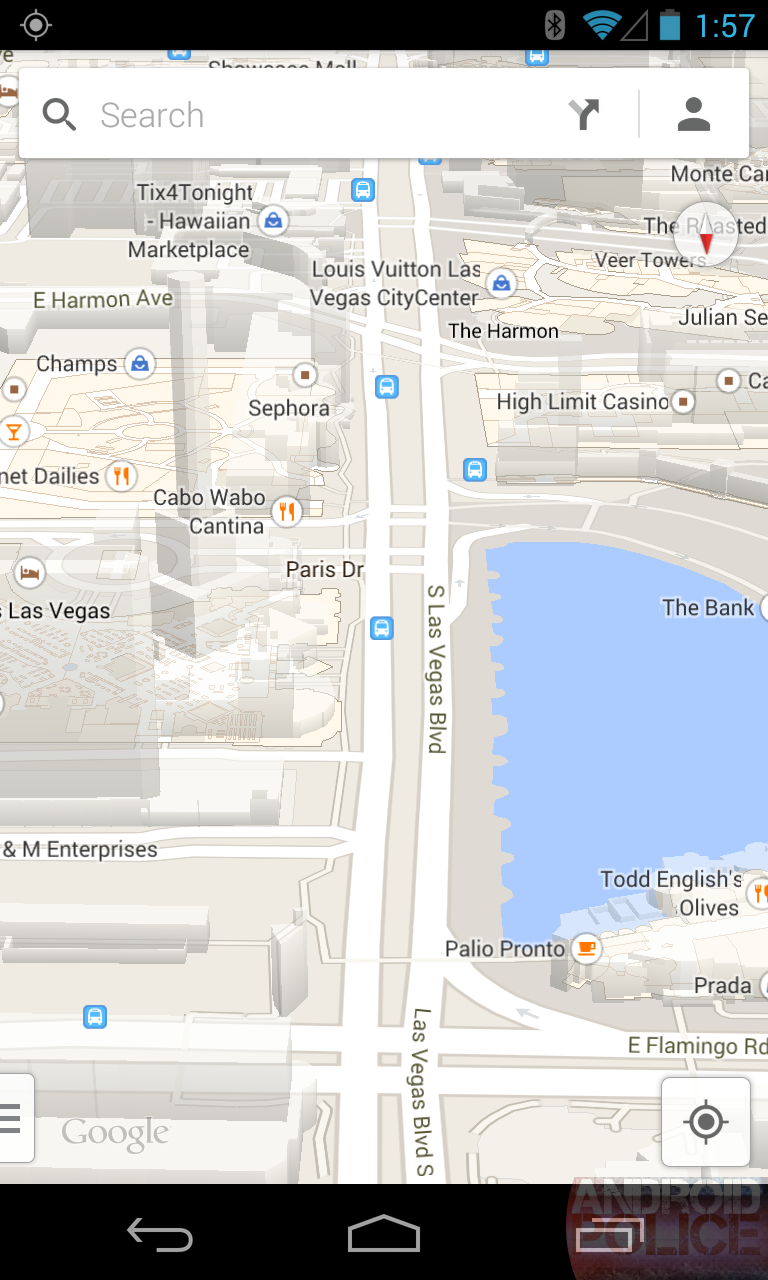 1:57
Showcase Mall
Search
Monte Car
Tix4Tonight
- Hawaiian
Marketplace
The Roasted
Veer Towers
Louis Vuitton Las
Vegas CityCenter
E Harmon Ave
Julian Se
The Harmon
Champs
Ca
High Limit Casino
Sephora
net Dailies
Cabo Wabo
Cantina
Paris Dr
s Las Vegas
The Bank
S Las Vegas Blvd
& M Enterprises
Todd English's
Olives
Palio Pronto
Prada
Las Vegas Blvd S
E Flamingo Rd
Google
ANDROID
POLICE